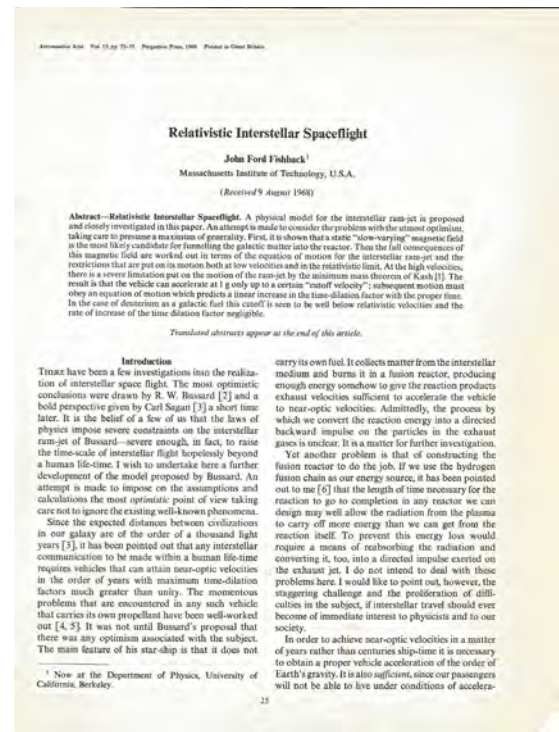 Astronautica Acta Vol. 15, pp. 25-35 Pergamon Press, 1969 Printed in Great Britain
Relativistic Interstellar Spaceflight
John Ford Fishback¹
Massachusetts Institute of Technology, U.S.A.
(Received 9 August 1968)
Abstract—Relativistic Interstellar Spaceflight. A physical model for the interstellar ram-jet is proposed
and closely investigated in this paper. An attempt is made to consider the problem with the utmost optimism,
taking care to presume a maximum of generality. First, it is shown that a static "slow-varying" magnetic field
is the most likely candidate for funnelling the galactic matter into the reactor. Then the full consequences of
this magnetic field are worked out in terms of the equation of motion for the interstellar ram-jet and the
restrictions that are put on its motion both at low velocities and in the relativistic limit. At the high velocities,
there is a severe limitation put on the motion of the ram-jet by the minimum mass theorem of Kash [1]. The
result is that the vehicle can accelerate at 1 g only up to a certain "cutoff velocity"; subsequent motion must
obey an equation of motion which predicts a linear increase in the time-dilation factor with the proper time.
In the case of deuterium as a galactic fuel this cutoff is seen to be well below relativistic velocities and the
rate of increase of the time dilation factor negligible.
Translated abstracts appear at the end of this article.
Introduction
THERE have been a few investigations into the realiza-
tion of interstellar space flight. The most optimistic
conclusions were drawn by R. W. Bussard [2] and a
bold perspective given by Carl Sagan [3] a short time
later. It is the belief of a few of us that the laws of
physics impose severe constraints on the interstellar
ram-jet of Bussard—severe enough, in fact, to raise
the time-scale of interstellar flight hopelessly beyond
a human life-time. I wish to undertake here a further
development of the model proposed by Bussard. An
attempt is made to impose on the assumptions and
calculations the most optimistic point of view taking
care not to ignore the existing well-known phenomena.
Since the expected distances between civilizations
in our galaxy are of the order of a thousand light
years [3], it has been pointed out that any interstellar
communication to be made within a human life-time
requires vehicles that can attain near-optic velocities
in the order of years with maximum time-dilation
factors much greater than unity. The momentous
problems that are encountered in any such vehicle
that carries its own propellant have been well-worked
out [4, 5]. It was not until Bussard's proposal that
there was any optimism associated with the subject.
The main feature of his star-ship is that it does not
¹ Now at the Department of Physics, University of
California, Berkeley.
carry its own fuel. It collects matter from the interstellar
medium and burns it in a fusion reactor, producing
enough energy somehow to give the reaction products
exhaust velocities sufficient to accelerate the vehicle
to near-optic velocities. Admittedly, the process by
which we convert the reaction energy into a directed
backward impulse on the particles in the exhaust
gases is unclear. It is a matter for further investigation.
Yet another problem is that of constructing the
fusion reactor to do the job. If we use the hydrogen
fusion chain as our energy source, it has been pointed
out to me [6] that the length of time necessary for the
reaction to go to completion in any reactor we can
design may well allow the radiation from the plasma
to carry off more energy than we can get from the
reaction itself. To prevent this energy loss would
require a means of reabsorbing the radiation and
converting it, too, into a directed impulse exerted on
the exhaust jet. I do not intend to deal with these
problems here. I would like to point out, however, the
staggering challenge and the proliferation of diffi-
culties in the subject, if interstellar travel should ever
become of immediate interest to physicists and to our
society.
In order to achieve near-optic velocities in a matter
of years rather than centuries ship-time it is necessary
to obtain a proper vehicle acceleration of the order of
Earth's gravity. It is also sufficient, since our passengers
will not be able to live under conditions of accelera-
25